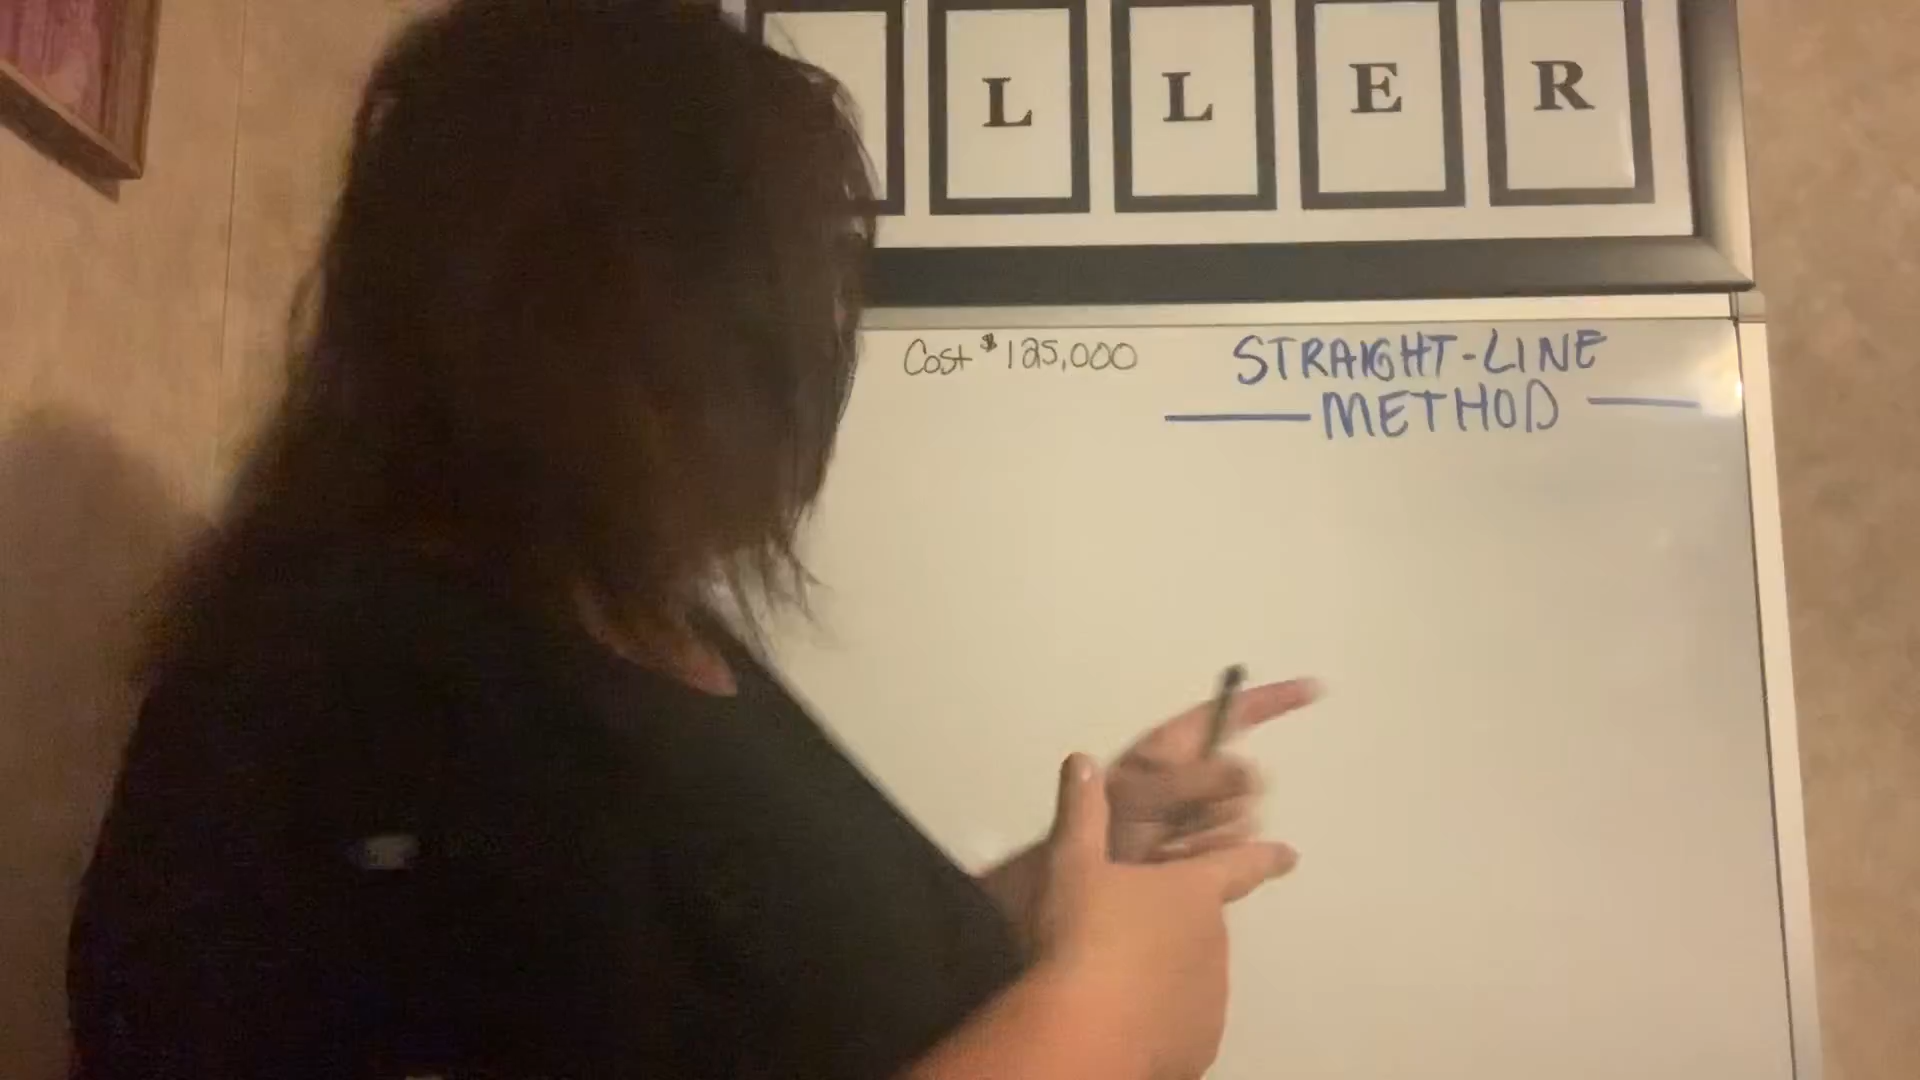 L L E R
Cost $125,000
STRAIGHT-LINE
METHOD